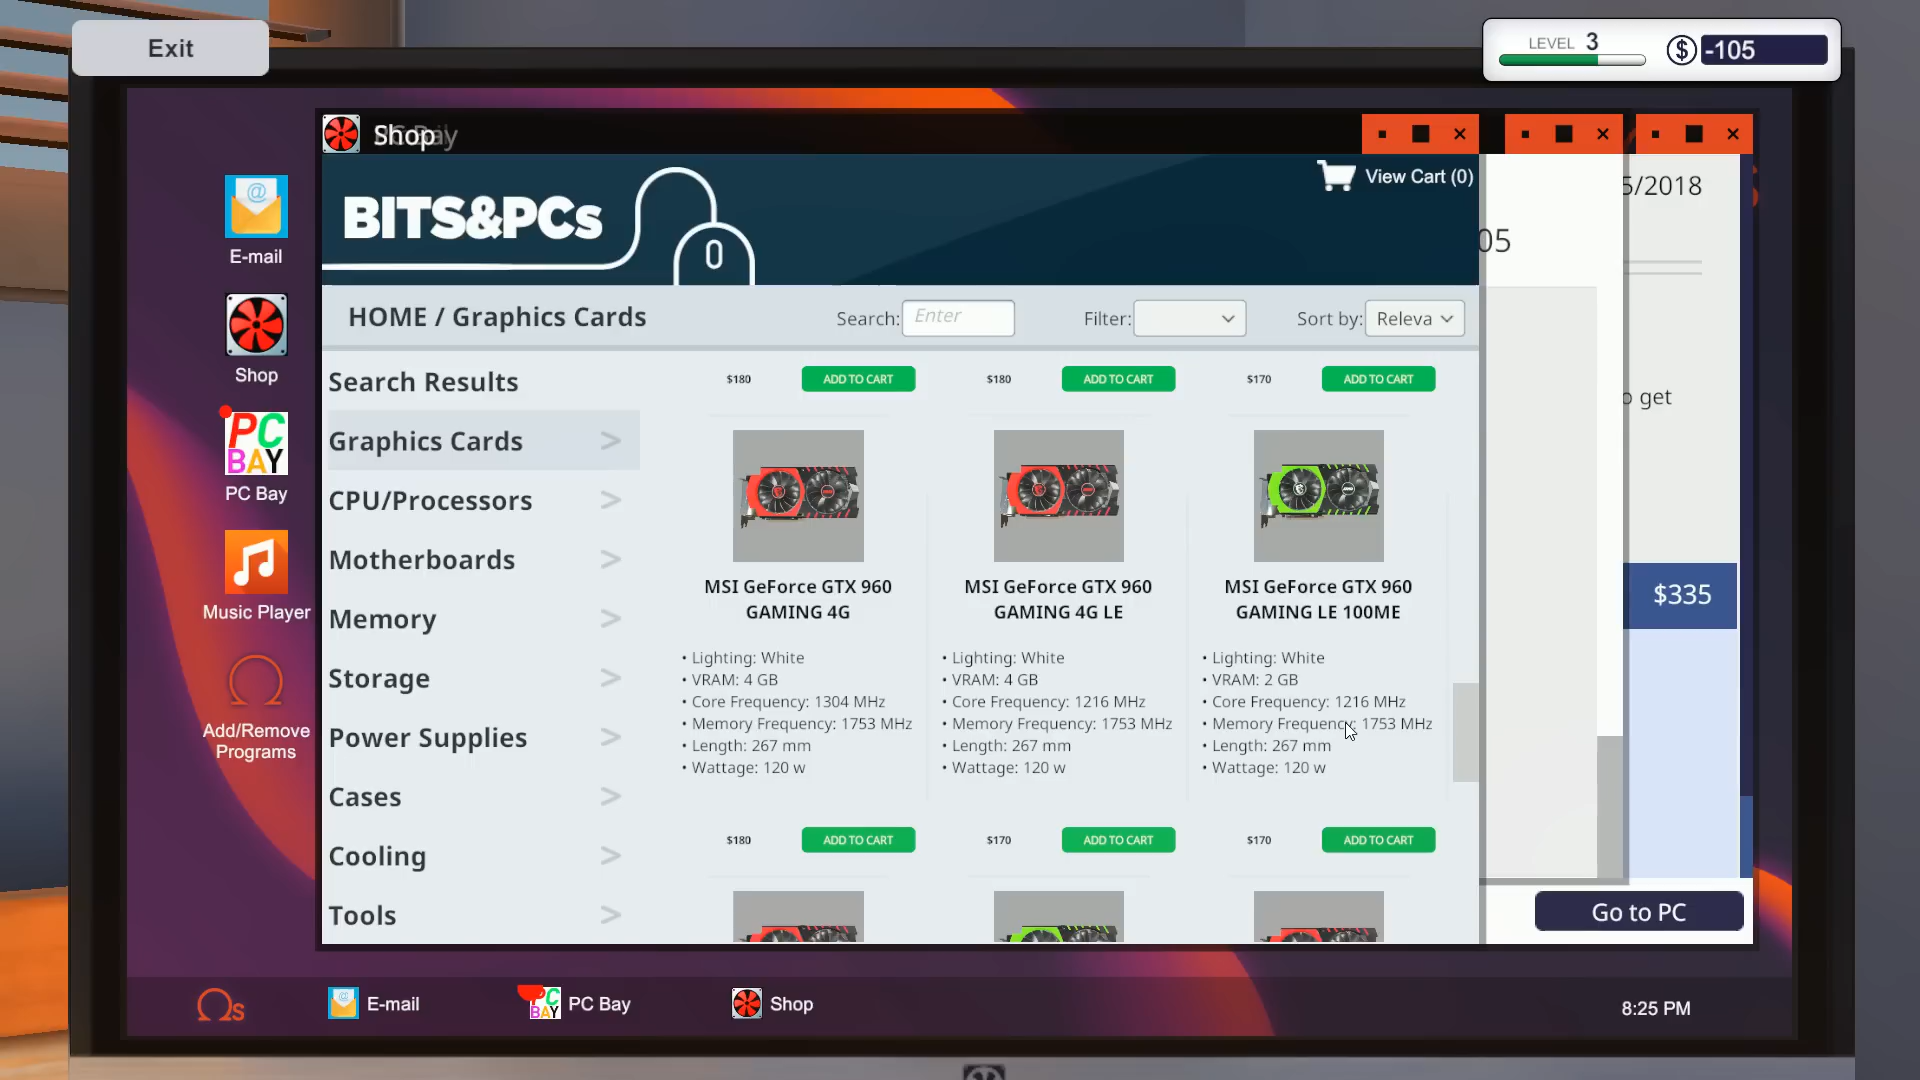 Exit
LEVEL 3
$ -105
Shop
View Cart (0)
BITS&PCs
5/2018
05
HOME / Graphics Cards
Search: Enter
Filter:
Sort by: Releva
Search Results
Graphics Cards >
CPU/Processors >
Motherboards >
Memory >
Storage >
Power Supplies >
Cases >
Cooling >
Tools >
$180 ADD TO CART
$180 ADD TO CART
$170 ADD TO CART
MSI GeForce GTX 960
GAMING 4G
• Lighting: White
• VRAM: 4 GB
• Core Frequency: 1304 MHz
• Memory Frequency: 1753 MHz
• Length: 267 mm
• Wattage: 120 w
$180 ADD TO CART
MSI GeForce GTX 960
GAMING 4G LE
• Lighting: White
• VRAM: 4 GB
• Core Frequency: 1216 MHz
• Memory Frequency: 1753 MHz
• Length: 267 mm
• Wattage: 120 w
$170 ADD TO CART
MSI GeForce GTX 960
GAMING LE 100ME
• Lighting: White
• VRAM: 2 GB
• Core Frequency: 1216 MHz
• Memory Frequency: 1753 MHz
• Length: 267 mm
• Wattage: 120 w
$170 ADD TO CART
o get
$335
Go to PC
E-mail
Shop
PC
BAY
PC Bay
Music Player
Add/Remove
Programs
Ωs
E-mail
PC Bay
Shop
8:25 PM